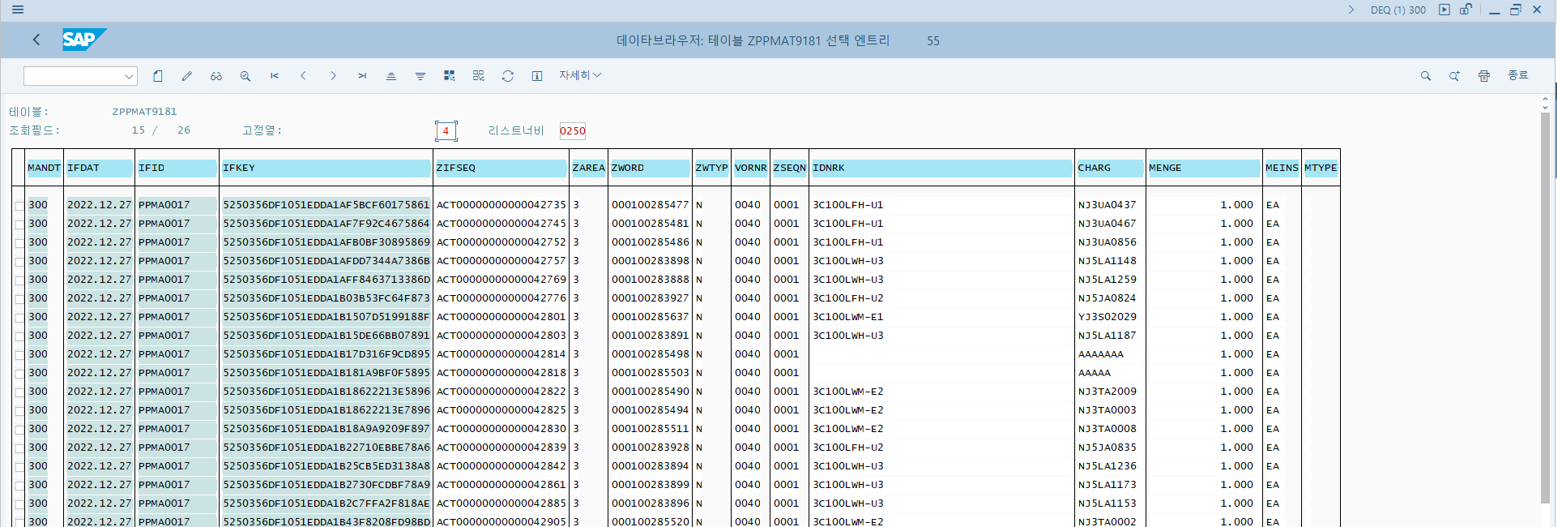 DEQ (1) 300
SAP 데이타브라우저: 테이블 ZPPMAT9181 선택 엔트리 55
자세히 종료
테이블: ZPPMAT9181
조회필드: 15 / 26 고정열: 4 리스트너비 0250
MANDT IFDAT IFID IFKEY ZIFSEQ ZAREA ZWORD ZWTYP VORNR ZSEQN IDNRK CHARG MENGE MEINS MTYPE
300 2022.12.27 PPMA0017 5250356DF1051EDDA1AF5BCF60175861 ACT00000000000042735 3 000100285477 N 0040 0001 3C100LFH-U1 NJ3UA0437 1.000 EA
300 2022.12.27 PPMA0017 5250356DF1051EDDA1AF7F92C4675864 ACT00000000000042745 3 000100285481 N 0040 0001 3C100LFH-U1 NJ3UA0467 1.000 EA
300 2022.12.27 PPMA0017 5250356DF1051EDDA1AFB0BF30895869 ACT00000000000042752 3 000100285486 N 0040 0001 3C100LFH-U1 NJ3UA0856 1.000 EA
300 2022.12.27 PPMA0017 5250356DF1051EDDA1AFDD7344A7386B ACT00000000000042757 3 000100283898 N 0040 0001 3C100LWH-U3 NJ5LA1148 1.000 EA
300 2022.12.27 PPMA0017 5250356DF1051EDDA1AFF8463713386D ACT00000000000042769 3 000100283888 N 0040 0001 3C100LWH-U3 NJ5LA1259 1.000 EA
300 2022.12.27 PPMA0017 5250356DF1051EDDA1B03B53FC64F873 ACT00000000000042776 3 000100283927 N 0040 0001 3C100LFH-U2 NJ5JA0824 1.000 EA
300 2022.12.27 PPMA0017 5250356DF1051EDDA1B1507D5199188F ACT00000000000042801 3 000100285637 N 0040 0001 3C100LWM-E1 YJ3S02029 1.000 EA
300 2022.12.27 PPMA0017 5250356DF1051EDDA1B15DE66BB07891 ACT00000000000042803 3 000100283891 N 0040 0001 3C100LWH-U3 NJ5LA1187 1.000 EA
300 2022.12.27 PPMA0017 5250356DF1051EDDA1B17D316F9CD895 ACT00000000000042814 3 000100285498 N 0040 0001 AAAAAAA 1.000 EA
300 2022.12.27 PPMA0017 5250356DF1051EDDA1B181A9BF0F5895 ACT00000000000042818 3 000100285503 N 0040 0001 AAAAA 1.000 EA
300 2022.12.27 PPMA0017 5250356DF1051EDDA1B18622213E5896 ACT00000000000042822 3 000100285490 N 0040 0001 3C100LWM-E2 NJ3TA2009 1.000 EA
300 2022.12.27 PPMA0017 5250356DF1051EDDA1B18622213E7896 ACT00000000000042825 3 000100285494 N 0040 0001 3C100LWM-E2 NJ3TA0003 1.000 EA
300 2022.12.27 PPMA0017 5250356DF1051EDDA1B18A9A9209F897 ACT00000000000042830 3 000100285511 N 0040 0001 3C100LWM-E2 NJ3TA0008 1.000 EA
300 2022.12.27 PPMA0017 5250356DF1051EDDA1B22710EBBE78A6 ACT00000000000042839 3 000100283928 N 0040 0001 3C100LFH-U2 NJ5JA0835 1.000 EA
300 2022.12.27 PPMA0017 5250356DF1051EDDA1B25CB5ED3138A8 ACT00000000000042842 3 000100283894 N 0040 0001 3C100LWH-U3 NJ5LA1236 1.000 EA
300 2022.12.27 PPMA0017 5250356DF1051EDDA1B2730FCDBF78A9 ACT00000000000042861 3 000100283899 N 0040 0001 3C100LWH-U3 NJ5LA1173 1.000 EA
300 2022.12.27 PPMA0017 5250356DF1051EDDA1B2C7FFA2F818AE ACT00000000000042885 3 000100283896 N 0040 0001 3C100LWH-U3 NJ5LA1153 1.000 EA
300 2022.12.27 PPMA0017 5250356DF1051EDDA1B43F8208FD98BD ACT00000000000042905 3 000100285520 N 0040 0001 3C100LWM-E2 NJ3TA0002 1.000 EA